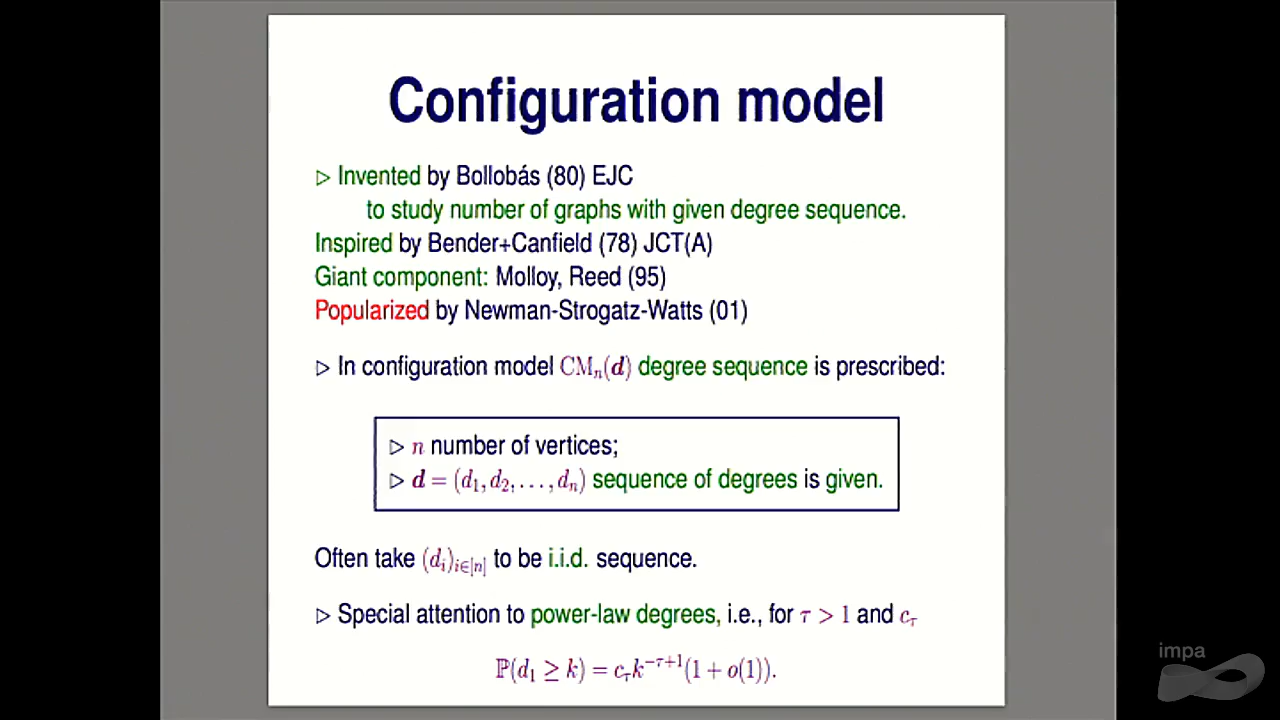 Configuration model
▷ Invented by Bollobás (80) EJC
to study number of graphs with given degree sequence.
Inspired by Bender+Canfield (78) JCT(A)
Giant component: Molloy, Reed (95)
Popularized by Newman-Strogatz-Watts (01)
▷ In configuration model CMₙ(d) degree sequence is prescribed:
▷ n number of vertices;
▷ d = (d₁, d₂, . . . , dₙ) sequence of degrees is given.
Often take (dᵢ)ᵢ∈[n] to be i.i.d. sequence.
▷ Special attention to power-law degrees, i.e., for τ > 1 and c_τ
ℙ(d₁ ≥ k) = c_τ k^{−τ+1}(1 + o(1)).
impa